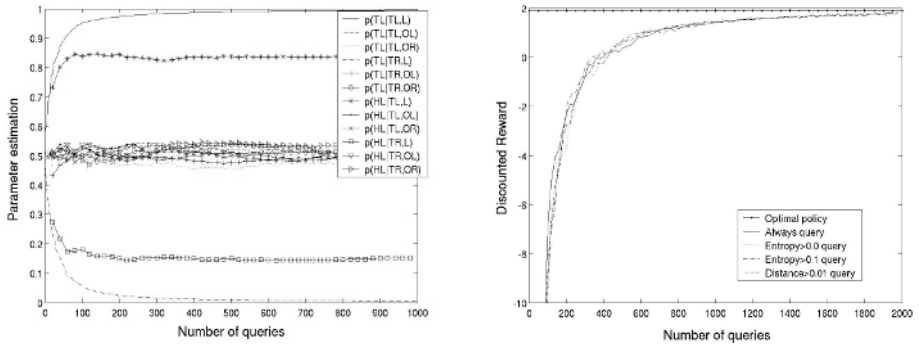 p(TL|TL,L)
p(TL|TL,OL)
p(TL|TL,OR)
p(TL|TR,L)
p(TL|TR,OL)
p(TL|TR,OR)
p(HL|TL,L)
p(HL|TL,OL)
p(HL|TL,OR)
p(HL|TR,L)
p(HL|TR,OL)
p(HL|TR,OR)
Parameter estimation
1
0.9
0.8
0.7
0.6
0.5
0.4
0.3
0.2
0.1
0
0 100 200 300 400 500 600 700 800 900 1000
Number of queries
Discounted Reward
2
0
-2
-4
-6
-8
-10
Optimal policy
Always query
Entropy>0.0 query
Entropy>0.1 query
Distance>0.01 query
0 200 400 600 800 1000 1200 1400 1600 1800 2000
Number of queries